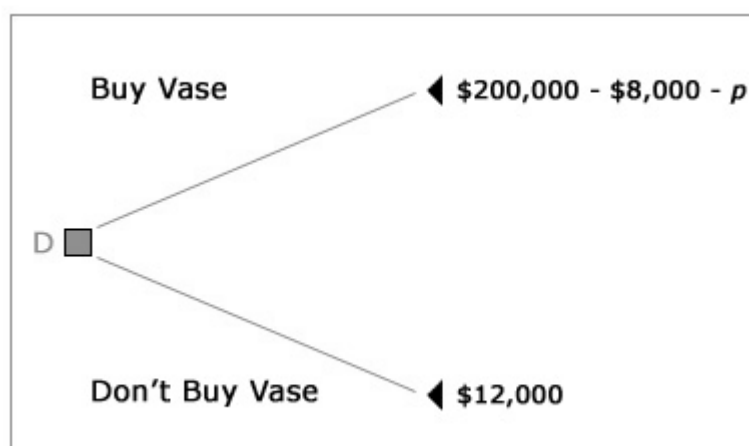 Buy Vase
$200,000 - $8,000 - p
D
Don't Buy Vase
$12,000